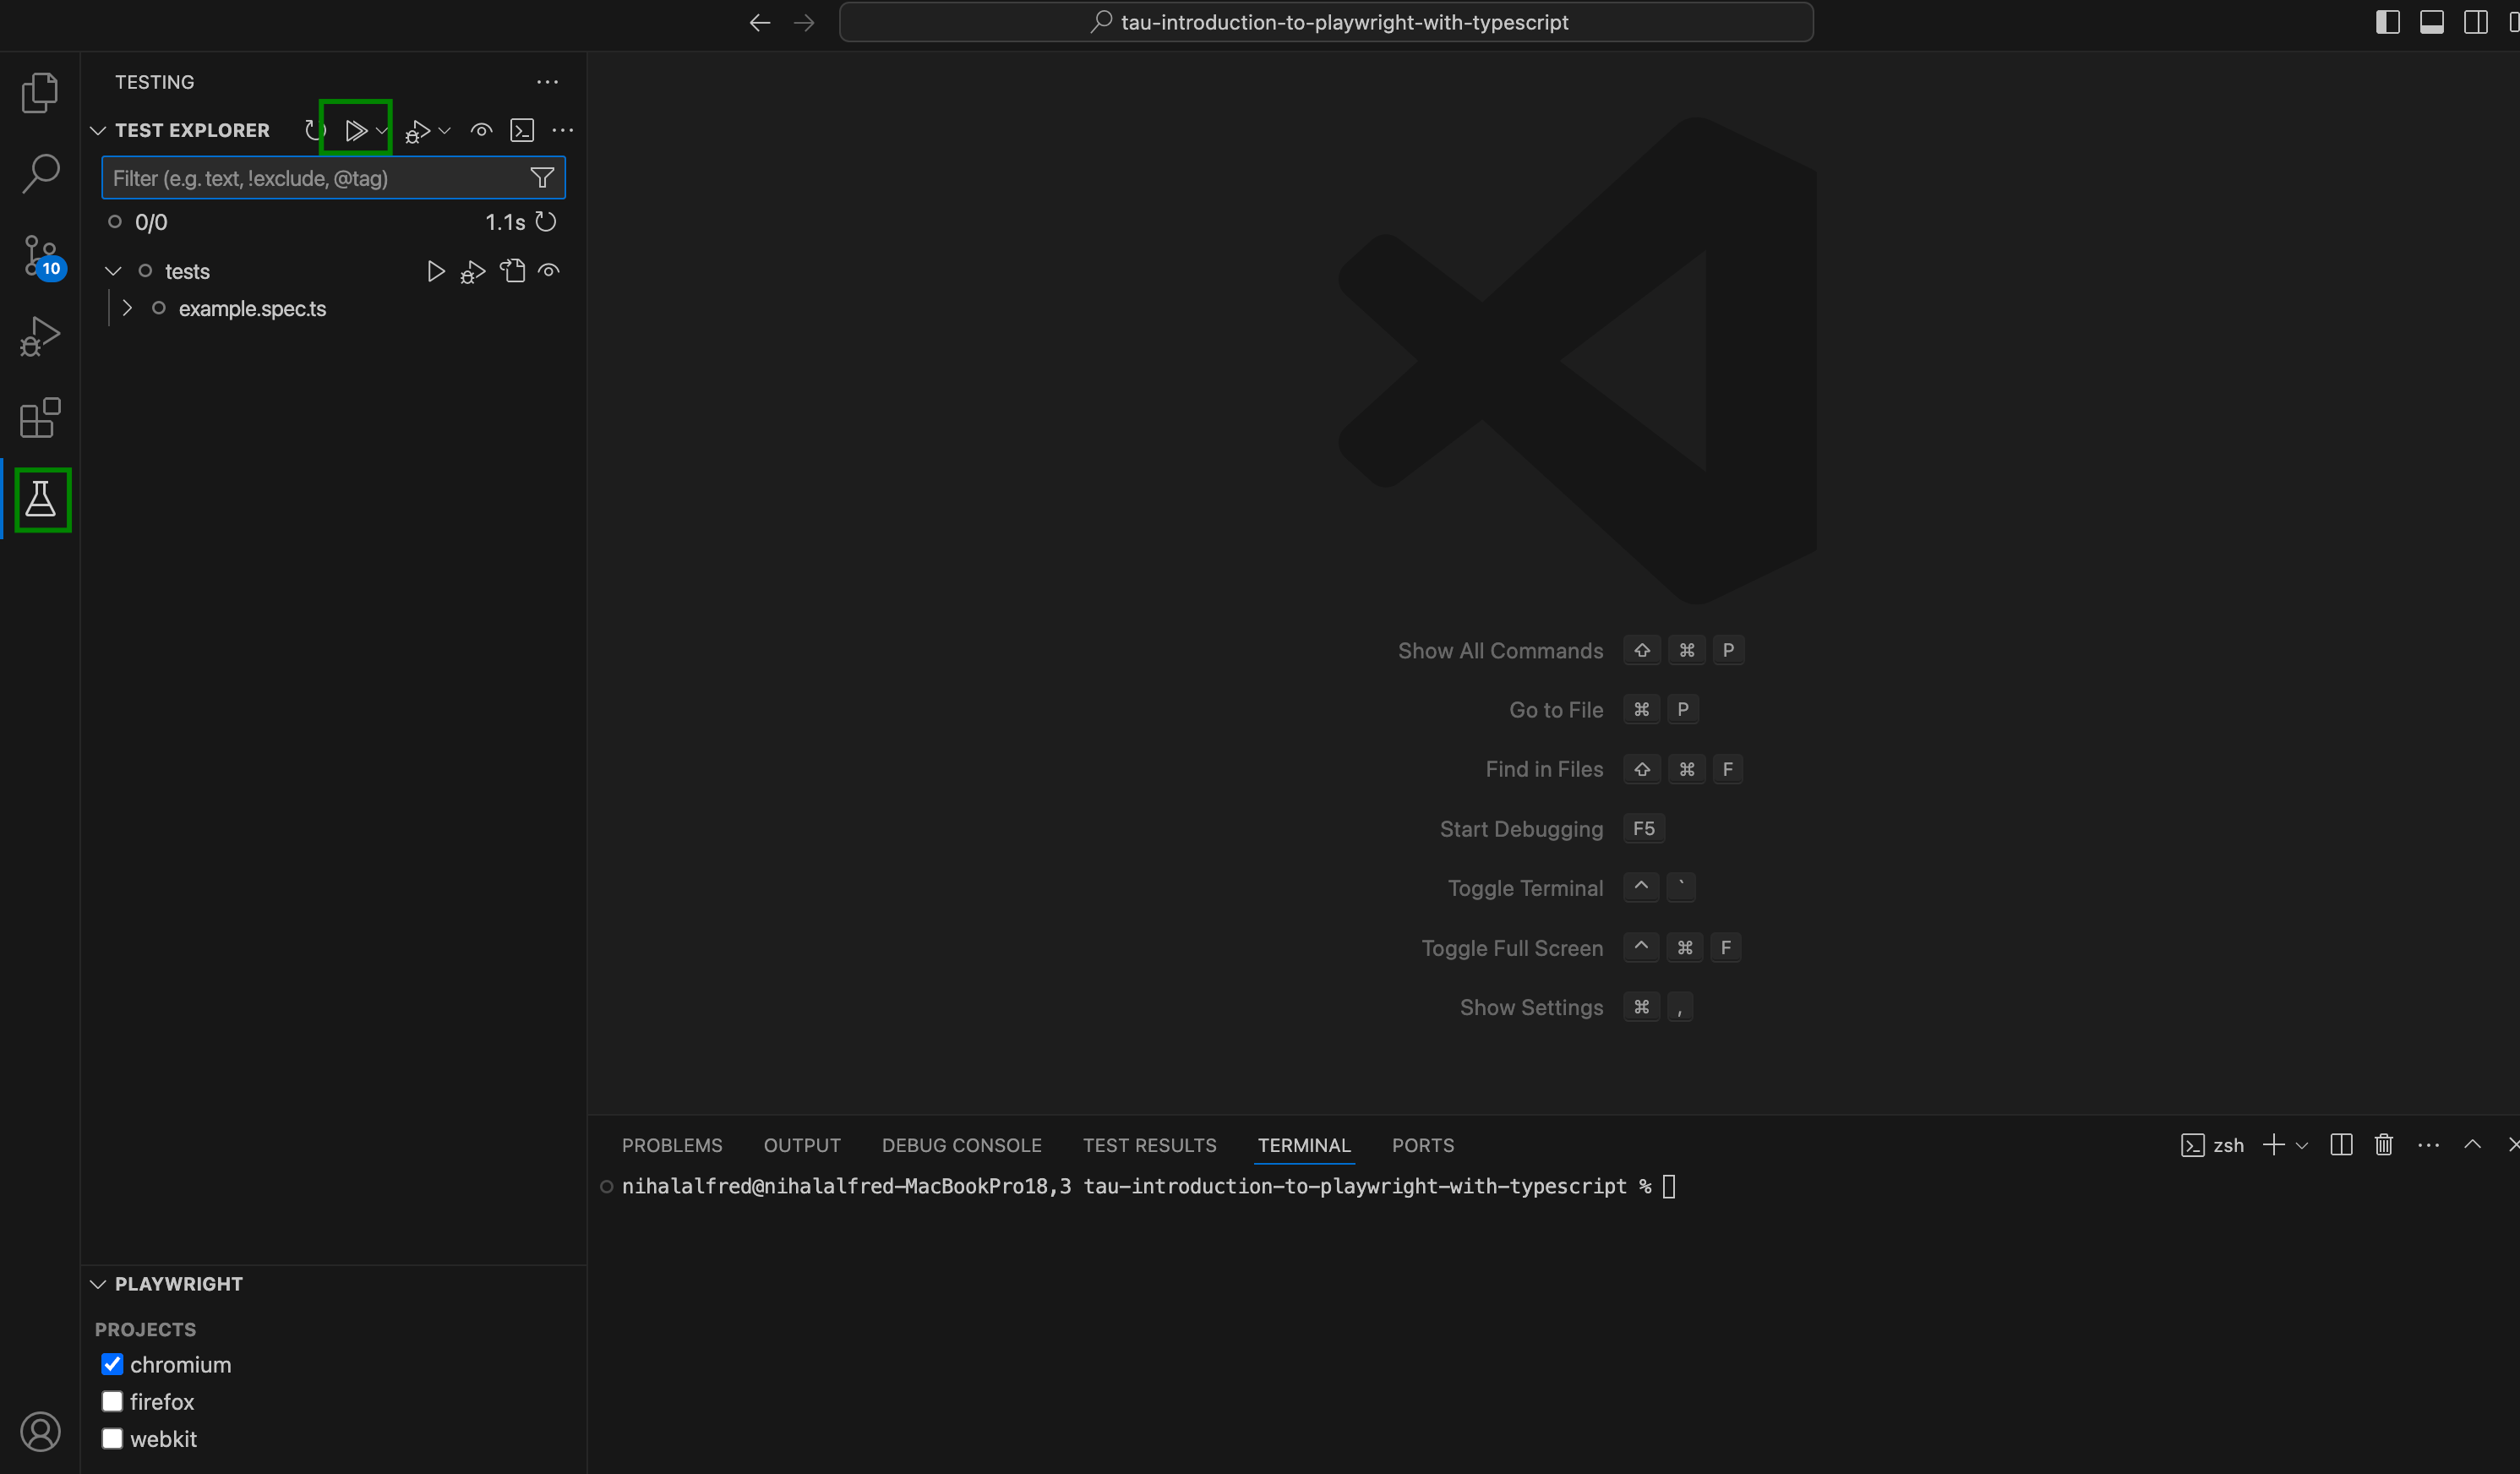 tau-introduction-to-playwright-with-typescript
TESTING
TEST EXPLORER
Filter (e.g. text, !exclude, @tag)
0/0 1.1s
10
tests
example.spec.ts
Show All Commands ⇧ ⌘ P
Go to File ⌘ P
Find in Files ⇧ ⌘ F
Start Debugging F5
Toggle Terminal ^ `
Toggle Full Screen ^ ⌘ F
Show Settings ⌘ ,
PROBLEMS OUTPUT DEBUG CONSOLE TEST RESULTS TERMINAL PORTS zsh
nihalalfred@nihalalfred-MacBookPro18,3 tau-introduction-to-playwright-with-typescript %
PLAYWRIGHT
PROJECTS
chromium
firefox
webkit